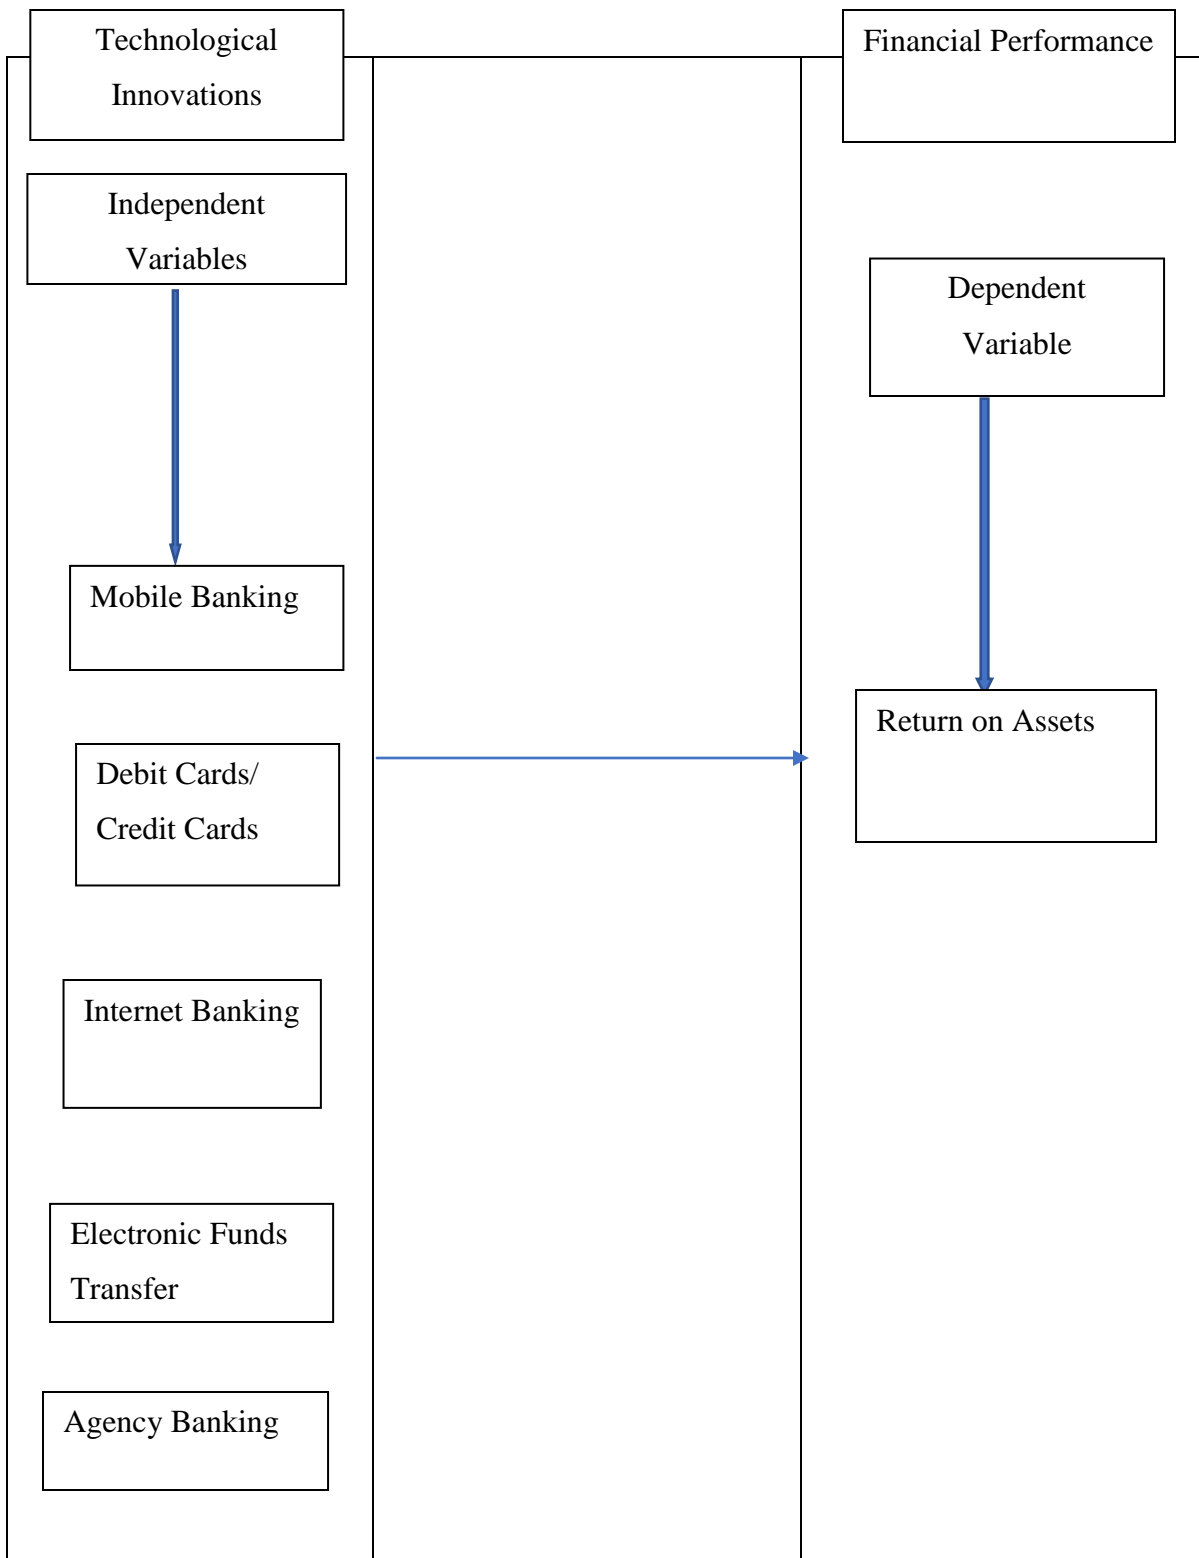 Technological
Innovations
Independent
Variables
Mobile Banking
Debit Cards/
Credit Cards
Internet Banking
Electronic Funds
Transfer
Agency Banking
Financial Performance
Dependent
Variable
Return on Assets